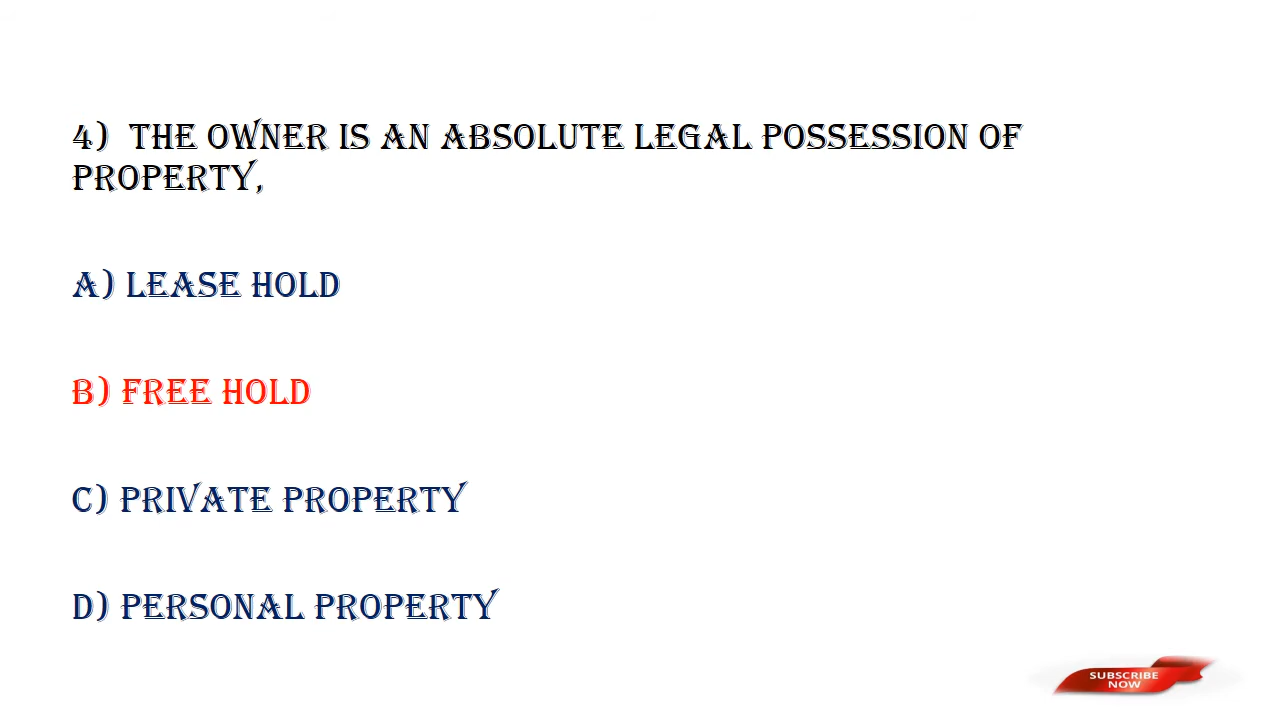 4) THE OWNER IS AN ABSOLUTE LEGAL POSSESSION OF
PROPERTY,
A) LEASE HOLD
B) FREE HOLD
C) PRIVATE PROPERTY
D) PERSONAL PROPERTY
SUBSCRIBE
NOW